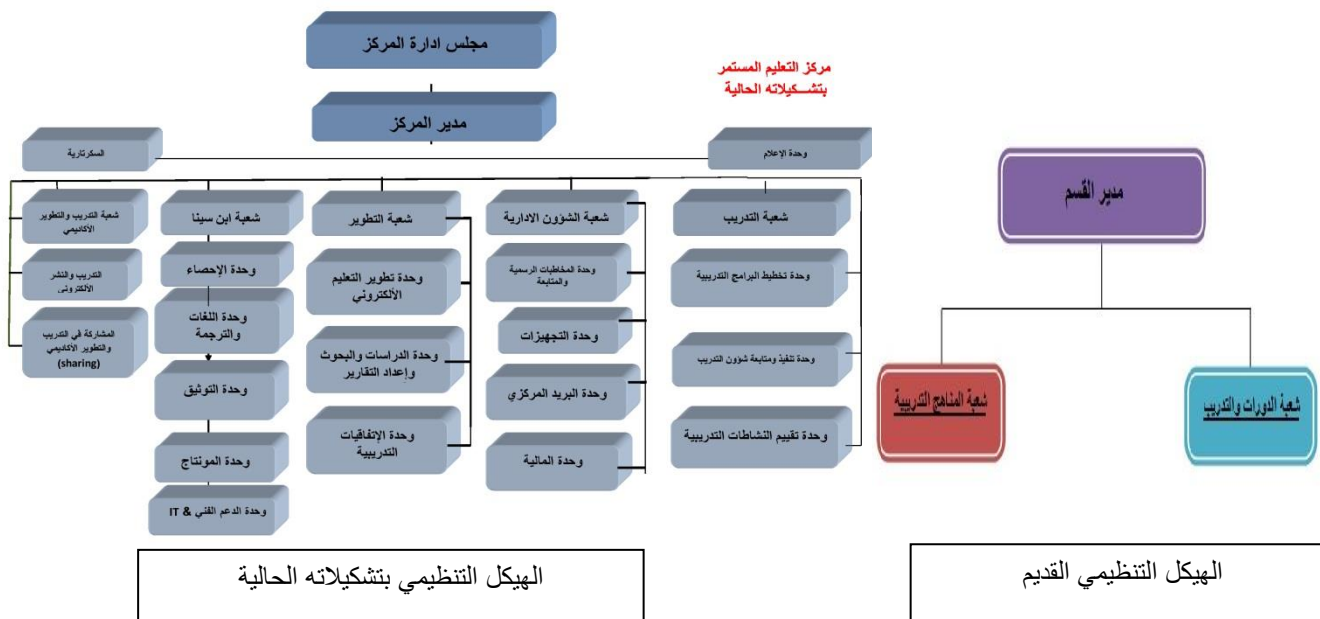 مجلس ادارة المركز
مركز التعليم المستمر
بتشكيلاته الحالية
مدير المركز
وحدة الإعلام
السكرتارية
شعبة التدريب
وحدة تخطيط البرامج التدريبية
وحدة تنفيذ ومتابعة شؤون التدريب
وحدة تقييم النشاطات التدريبية
شعبة الشؤون الادارية
وحدة المخاطبات الرسمية
والمتابعة
وحدة التجهيزات
وحدة البريد المركزي
وحدة المالية
شعبة التطوير
وحدة تطوير التعليم
الألكتروني
وحدة الدراسات والبحوث
وإعداد التقارير
وحدة الإتفاقيات
التدريبية
شعبة ابن سينا
وحدة الإحصاء
وحدة اللغات
والترجمة
وحدة التوثيق
وحدة المونتاج
وحدة الدعم الفني & IT
شعبة التدريب والتطوير
الأكاديمي
التدريب والنشر
الألكتروني
المشاركة في التدريب
والتطوير الأكاديمي
(sharing)
الهيكل التنظيمي بتشكيلاته الحالية
مدير القسم
شعبة الدورات والتدريب
شعبة المناهج التدريبية
الهيكل التنظيمي القديم